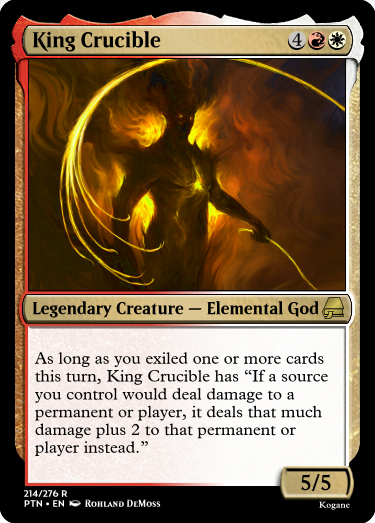 King Crucible 4
Legendary Creature — Elemental God
As long as you exiled one or more cards
this turn, King Crucible has “If a source
you control would deal damage to a
permanent or player, it deals that much
damage plus 2 to that permanent or
player instead.”
5/5
214/276 R
PTN • EN Rohland DeMoss
Kogane